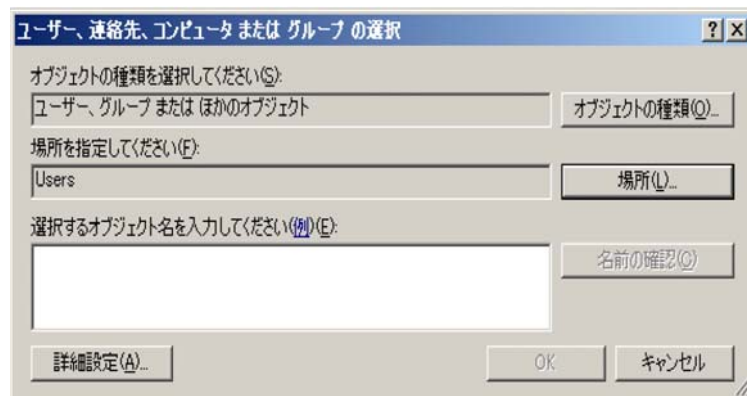 ユーザー、連絡先、コンピュータ または グループ の選択
オブジェクトの種類を選択してください(S):
ユーザー、グループ または ほかのオブジェクト
オブジェクトの種類(O)...
場所を指定してください(F):
Users
場所(L)...
選択するオブジェクト名を入力してください(例)(E):
名前の確認(C)
詳細設定(A)...
OK
キャンセル